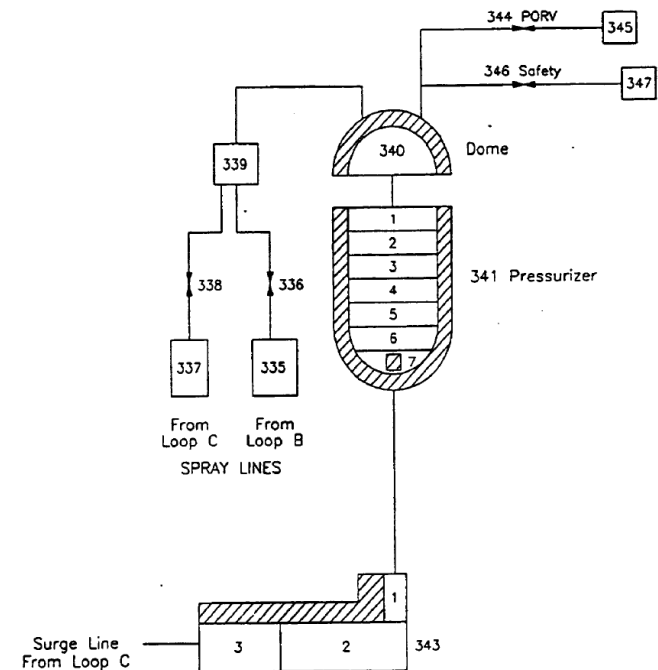 344 PORV
345
346 Safety
347
339
340
Dome
1
2
3
4
5
6
7
341 Pressurizer
338
336
337
335
From
Loop C
From
Loop B
SPRAY LINES
1
3
2
343
Surge Line
From Loop C